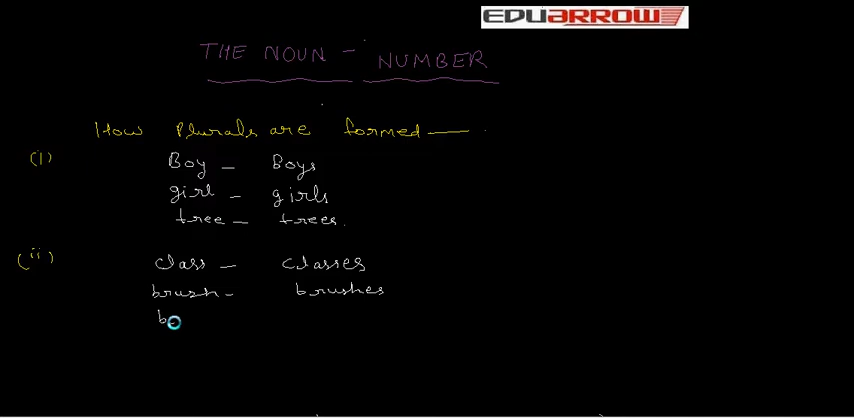 EDUARROW
THE NOUN - NUMBER
How Plurals are formed —
(i) Boy - Boys
girl - girls
tree - trees.
(ii) class - classes
brush - brushes
b